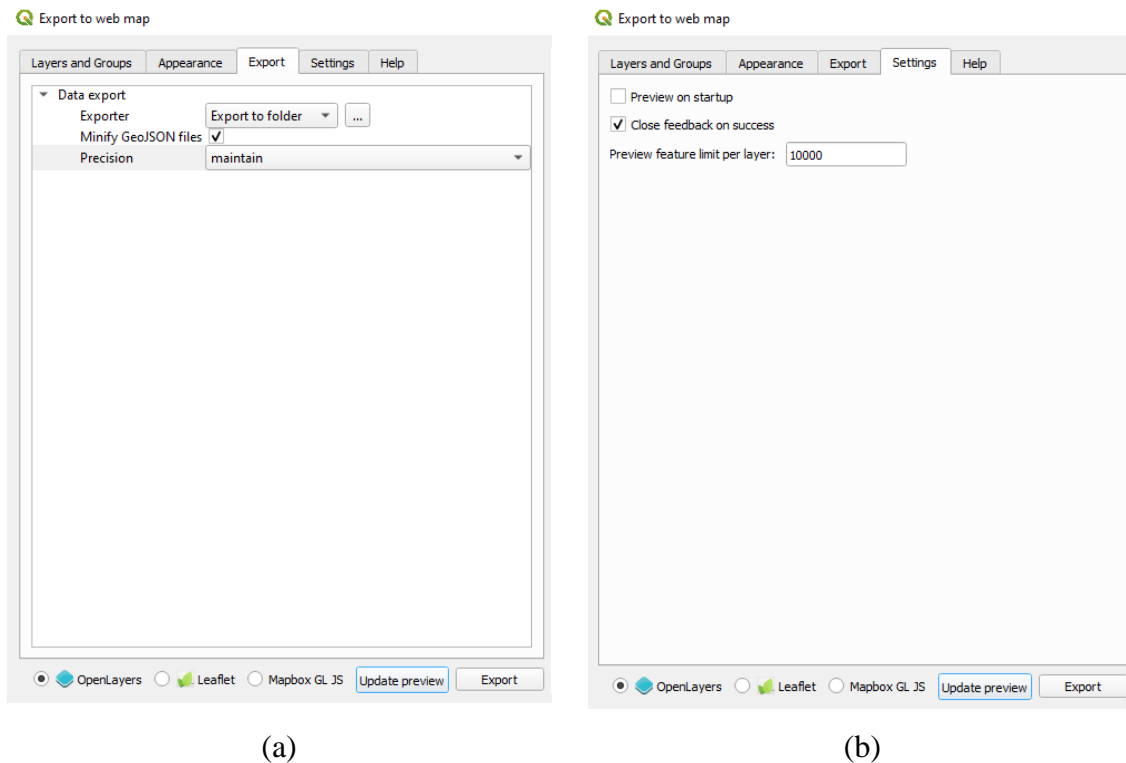 Export to web map
Layers and Groups Appearance Export Settings Help
Data export
Exporter Export to folder ...
Minify GeoJSON files
Precision maintain
OpenLayers Leaflet Mapbox GL JS Update preview Export
(a)
Export to web map
Layers and Groups Appearance Export Settings Help
Preview on startup
Close feedback on success
Preview feature limit per layer: 10000
OpenLayers Leaflet Mapbox GL JS Update preview Export
(b)